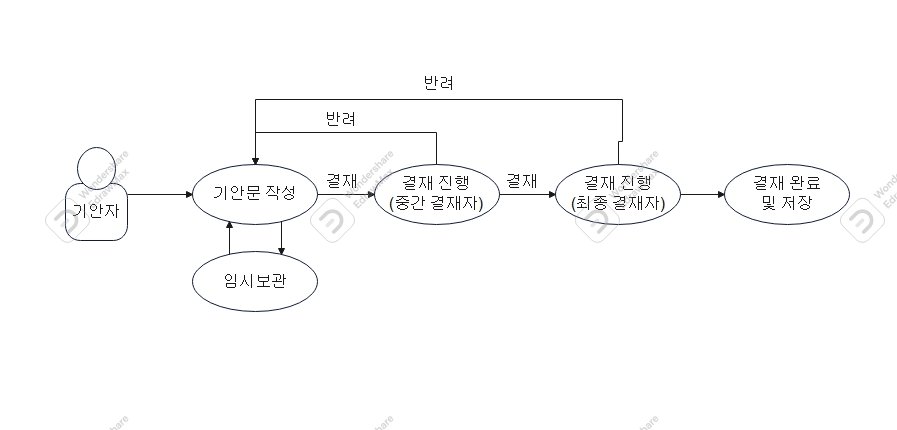 반려
반려
기안자
기안문 작성
결재
결재 진행
(중간 결재자)
결재
결재 진행
(최종 결재자)
결재 완료
및 저장
임시보관
Wondershare
EdrawMax
Wondershare
EdrawMax
Wondershare
EdrawMax